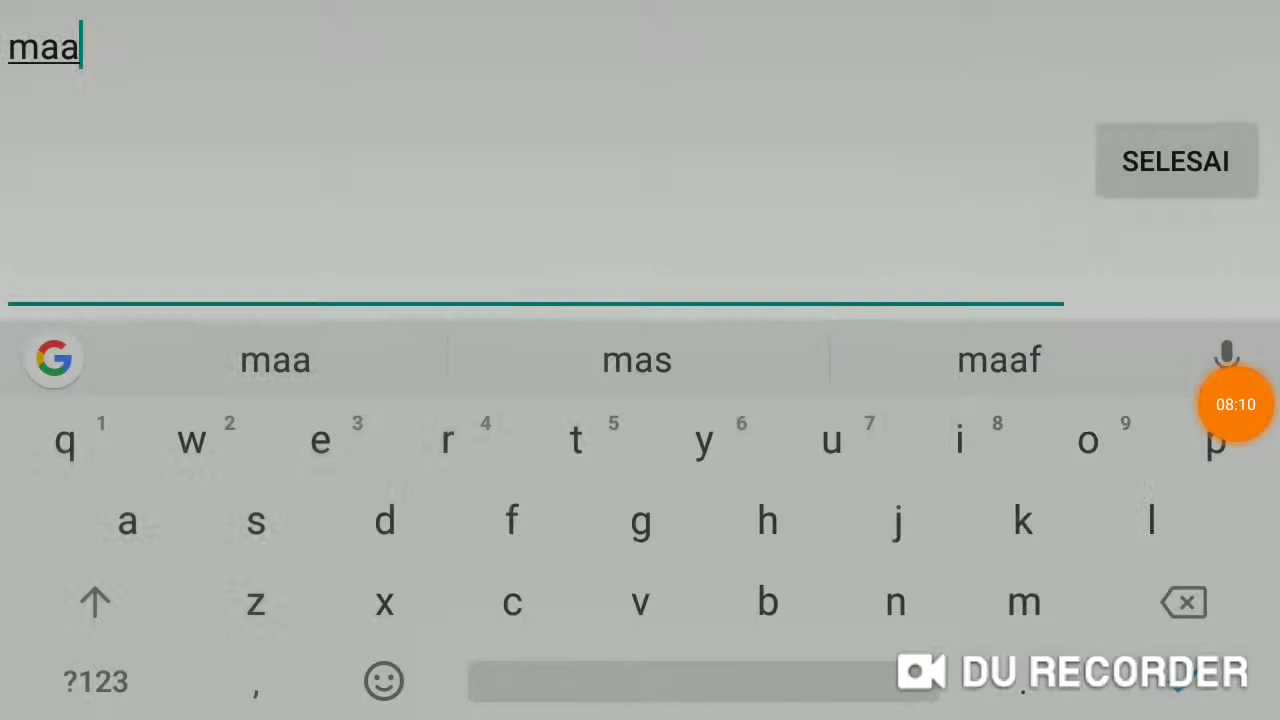 maa
SELESAI
maa mas maaf
08:10
1 2 3 4 5 6 7 8 9
q w e r t y u i o p
a s d f g h j k l
z x c v b n m
?123 , .
DU RECORDER